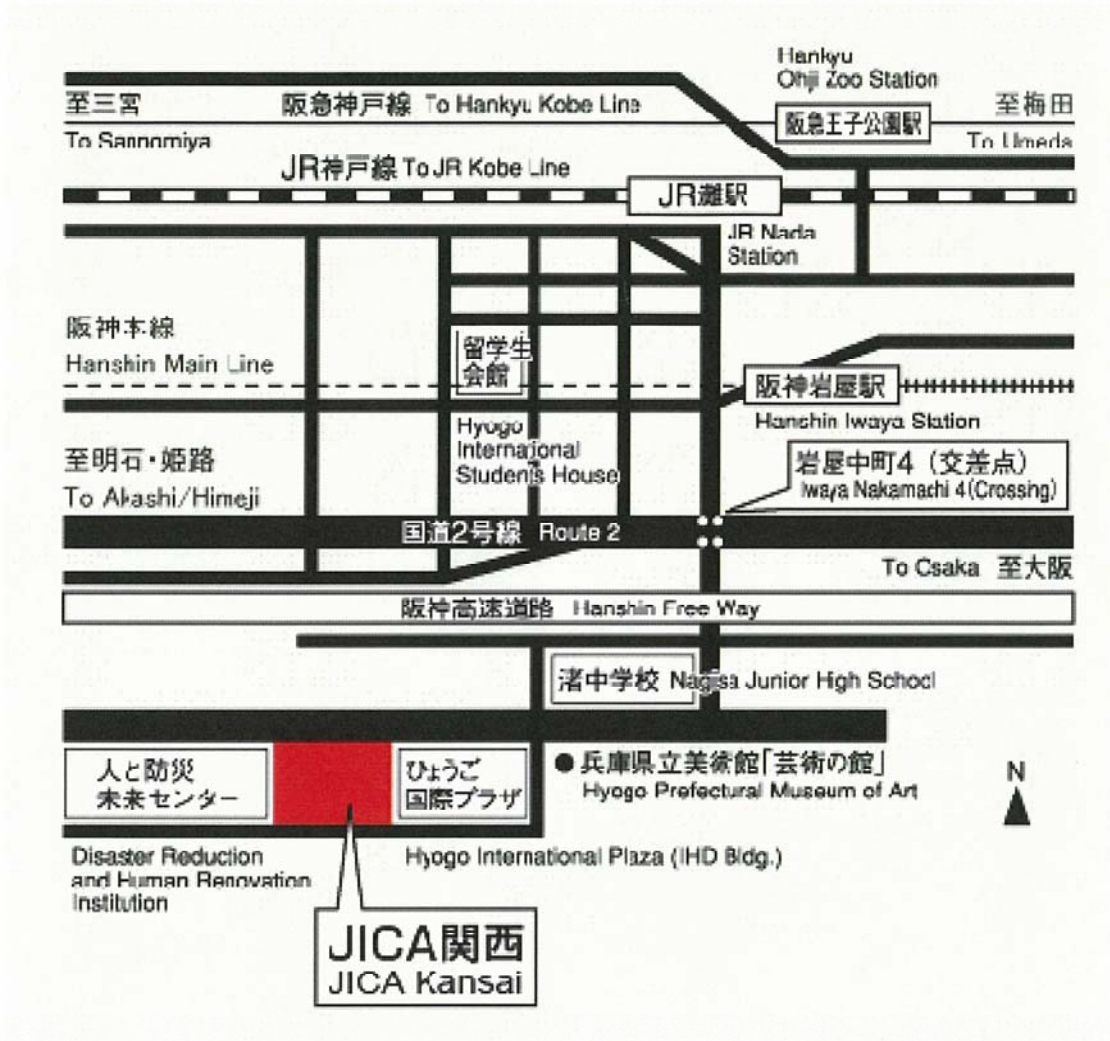 Hankyu
Ohji Zoo Station
至三宮
阪急神戸線 To Hankyu Kobe Line
阪急王子公園駅
至梅田
To Sannomiya
To Umeda
JR神戸線 To JR Kobe Line
JR灘駅
JR Nada
Station
阪神本線
Hanshin Main Line
留学生
会館
阪神岩屋駅
Hanshin Iwaya Station
Hyogo
International
Students House
至明石・姫路
To Akashi/Himeji
岩屋中町4（交差点）
Iwaya Nakamachi 4(Crossing)
国道2号線 Route 2
To Osaka 至大阪
阪神高速道路 Hanshin Free Way
渚中学校 Nagisa Junior High School
人と防災
未来センター
ひょうご
国際プラザ
●兵庫県立美術館「芸術の館」
Hyogo Prefectural Museum of Art
N
Disaster Reduction
and Human Renovation
Institution
Hyogo International Plaza (IHD Bldg.)
JICA関西
JICA Kansai